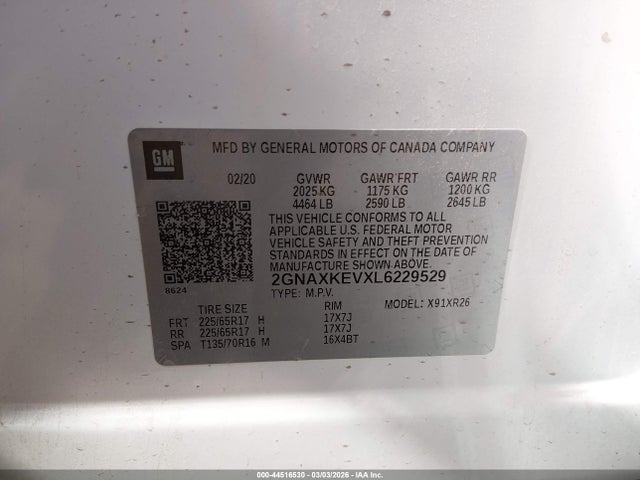 GM
MFD BY GENERAL MOTORS OF CANADA COMPANY
02/20 GVWR GAWR FRT GAWR RR
2025 KG 1175 KG 1200 KG
4464 LB 2590 LB 2645 LB
THIS VEHICLE CONFORMS TO ALL
APPLICABLE U.S. FEDERAL MOTOR
VEHICLE SAFETY AND THEFT PREVENTION
STANDARDS IN EFFECT ON THE DATE OF
MANUFACTURE SHOWN ABOVE.
8624 2GNAXKEVXL6229529
TYPE: M.P.V. MODEL: X91XR26
TIRE SIZE RIM
FRT 225/65R17 H 17X7J
RR 225/65R17 H 17X7J
SPA T135/70R16 M 16X4BT
000-44516530 - 03/03/2026 - IAA Inc.